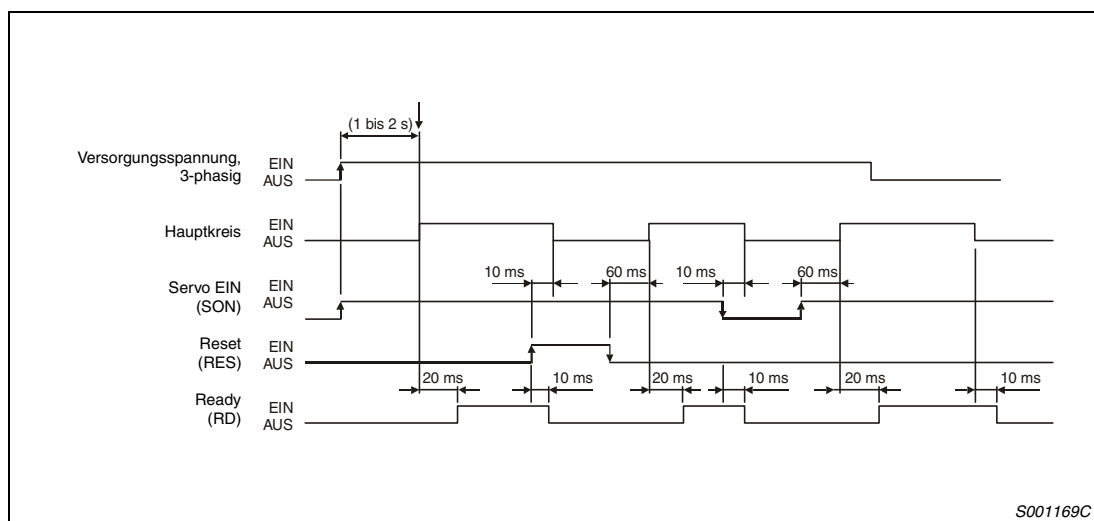 (1 bis 2 s)
Versorgungsspannung,
3-phasig
EIN
AUS
Hauptkreis
EIN
AUS
10 ms
60 ms
10 ms
60 ms
Servo EIN
(SON)
EIN
AUS
Reset
(RES)
EIN
AUS
20 ms
10 ms
20 ms
10 ms
20 ms
10 ms
Ready
(RD)
EIN
AUS
S001169C